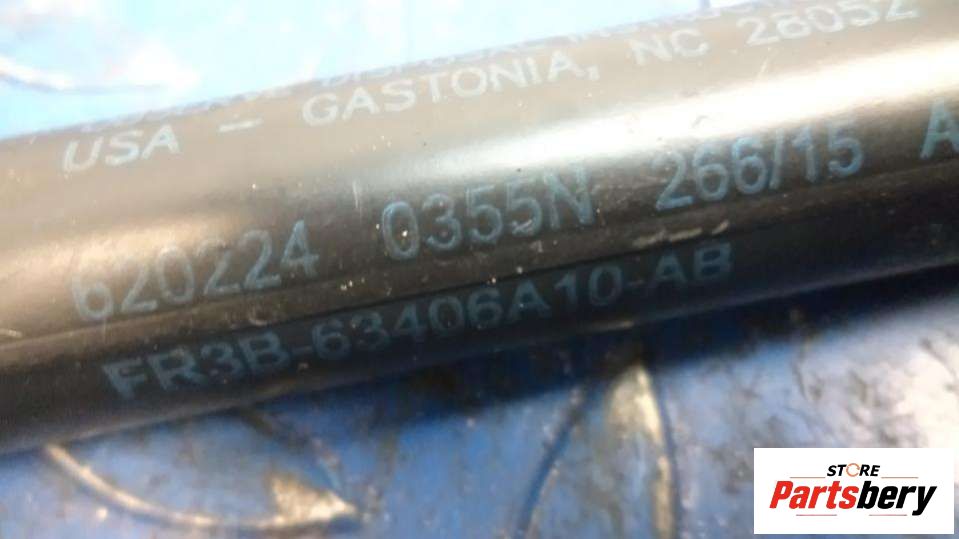 USA - GASTONIA, NC 28052
620224 0355N 266/15 A
FR3B-63406A10-AB
STORE
Partsbery